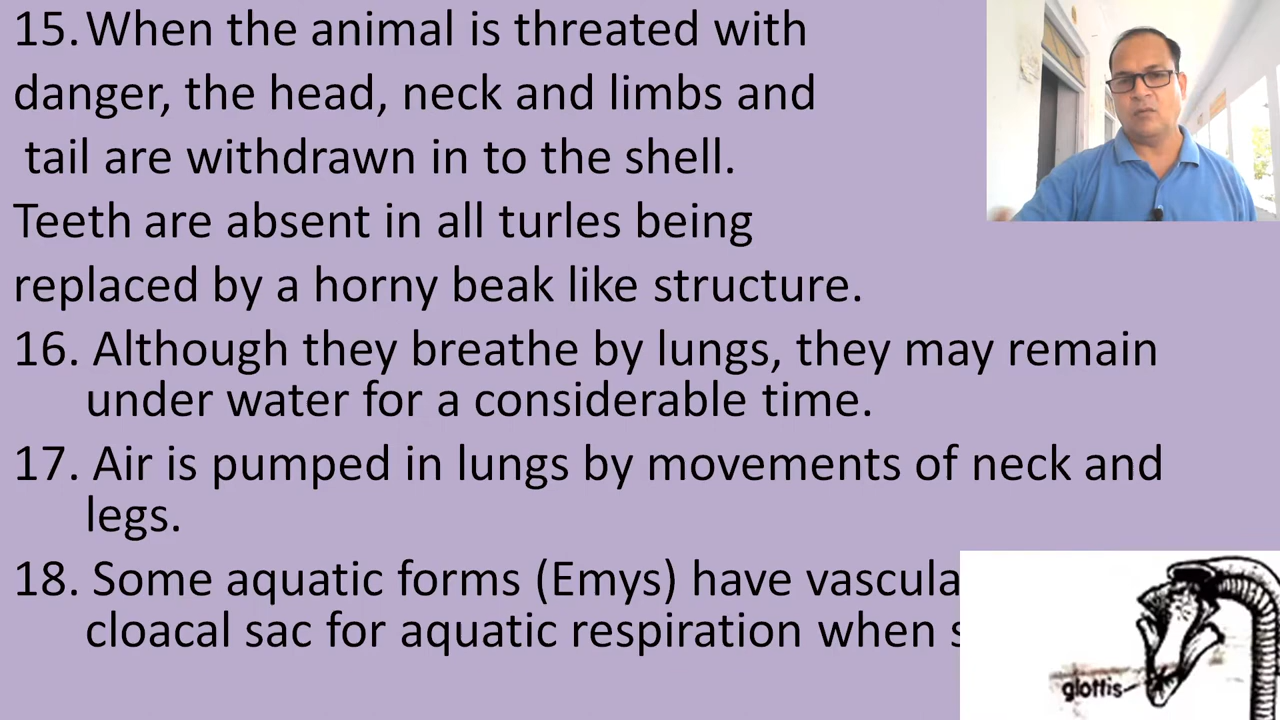 15. When the animal is threated with
danger, the head, neck and limbs and
tail are withdrawn in to the shell.
Teeth are absent in all turles being
replaced by a horny beak like structure.
16. Although they breathe by lungs, they may remain
under water for a considerable time.
17. Air is pumped in lungs by movements of neck and
legs.
18. Some aquatic forms (Emys) have
cloacal sac for aquatic respiration when
glottis